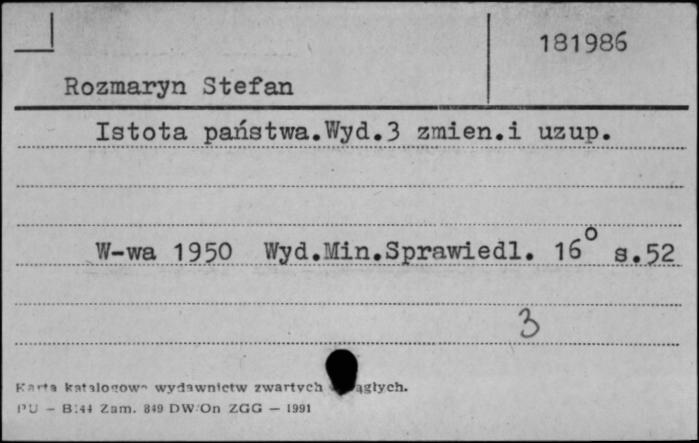 181986
Rozmaryn Stefan
Istota państwa.Wyd.3 zmien.i uzup.
W-wa 1950 Wyd.Min.Sprawiedl. 16° s.52
3
Karta katalogowa wydawnictw zwartych ągłych.
PU - B:44 Zam. 849 DW/On ZGG — 1991